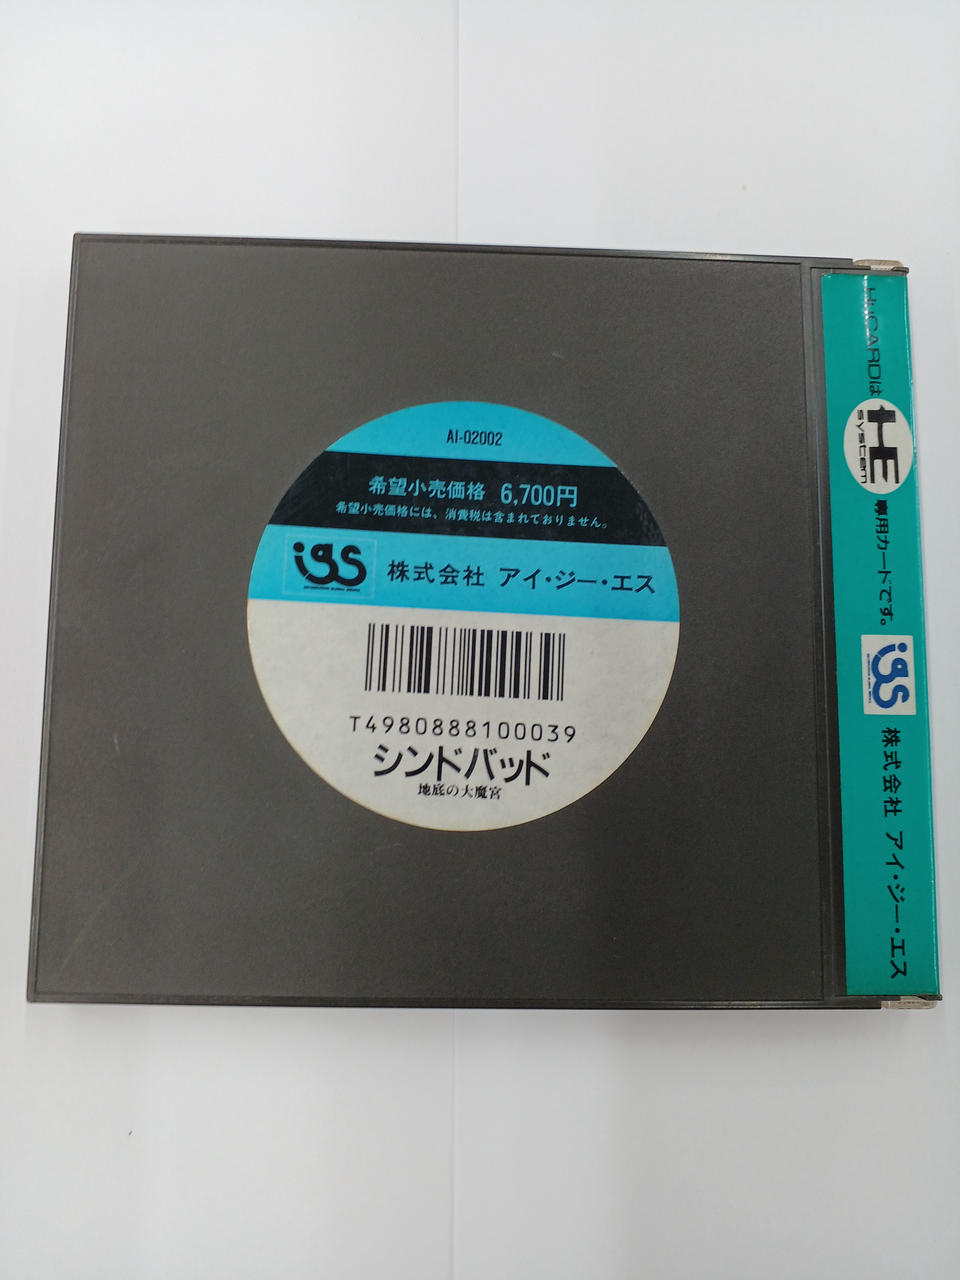 AI-02002
希望小売価格 6,700円
希望小売価格には、消費税は含まれておりません。
igs 株式会社 アイ・ジー・エス
T4980888100039
シンドバッド
地底の大魔宮
HuCARDは HE system 専用カードです。 igs 株式会社 アイ・ジー・エス